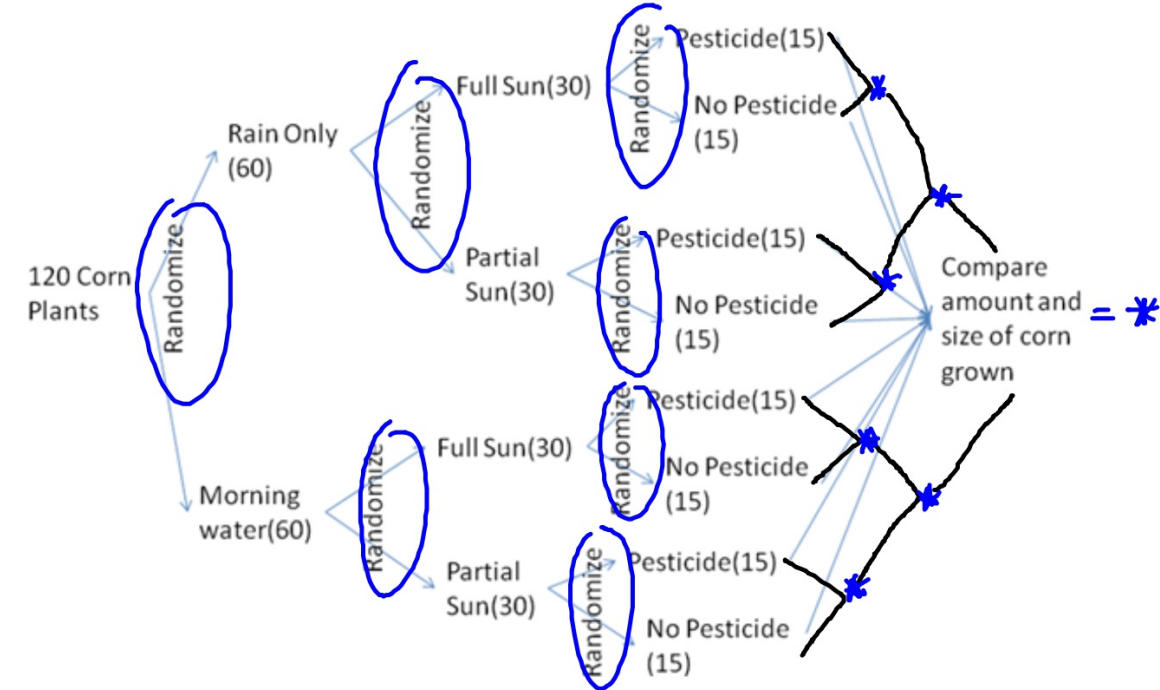 120 Corn
Plants
Randomize
Rain Only
(60)
Randomize
Full Sun(30)
Randomize
Pesticide(15)
No Pesticide
(15)
Partial
Sun(30)
Randomize
Pesticide(15)
No Pesticide
(15)
Morning
water(60)
Randomize
Full Sun(30)
Randomize
Pesticide(15)
No Pesticide
(15)
Partial
Sun(30)
Randomize
Pesticide(15)
No Pesticide
(15)
Compare
amount and
size of corn
grown
= *